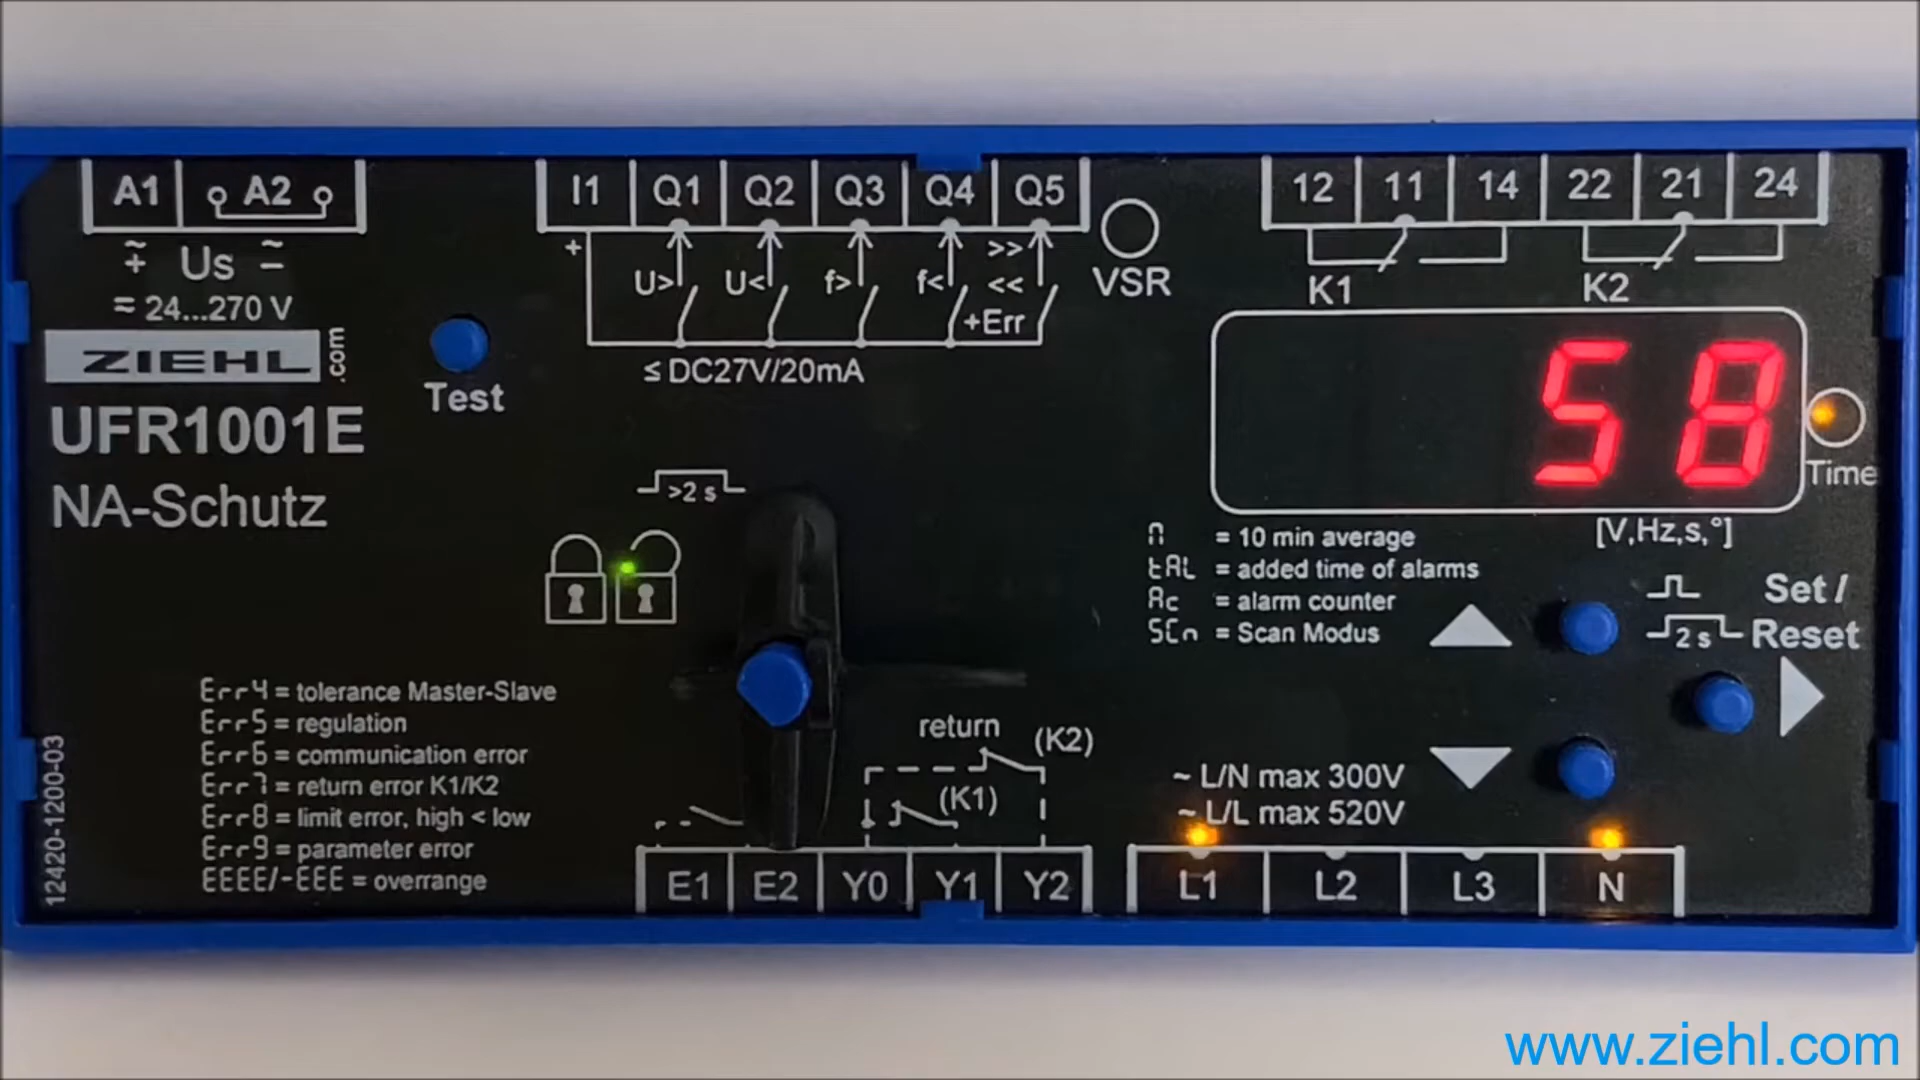 A1 A2
I1 Q1 Q2 Q3 Q4 Q5
12 11 14 22 21 24
Us
≂ 24...270 V
+
U> U< f> f< >>
<<
+Err
VSR
K1 K2
≤ DC27V/20mA
ZIEHL.com
Test
UFR1001E
NA-Schutz
58
Time
[V,Hz,s,°]
>2 s
n = 10 min average
tAL = added time of alarms
Ac = alarm counter
SCn = Scan Modus
Set /
2 s Reset
Err4 = tolerance Master-Slave
Err5 = regulation
Err6 = communication error
Err7 = return error K1/K2
Err8 = limit error, high < low
Err9 = parameter error
EEEE/-EEE = overrange
12420-1200-03
return
(K2)
(K1)
~ L/N max 300V
~ L/L max 520V
E1 E2 Y0 Y1 Y2
L1 L2 L3 N
www.ziehl.com